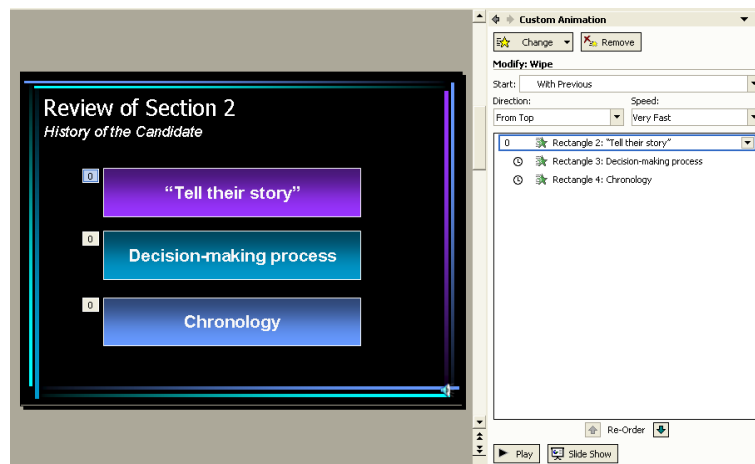 Custom Animation
Change
Remove
Modify: Wipe
Start: With Previous
Direction: Speed:
From Top Very Fast
0 Rectangle 2: "Tell their story"
Rectangle 3: Decision-making process
Rectangle 4: Chronology
Re-Order
Play
Slide Show
Review of Section 2
History of the Candidate
0
“Tell their story”
0
Decision-making process
0
Chronology